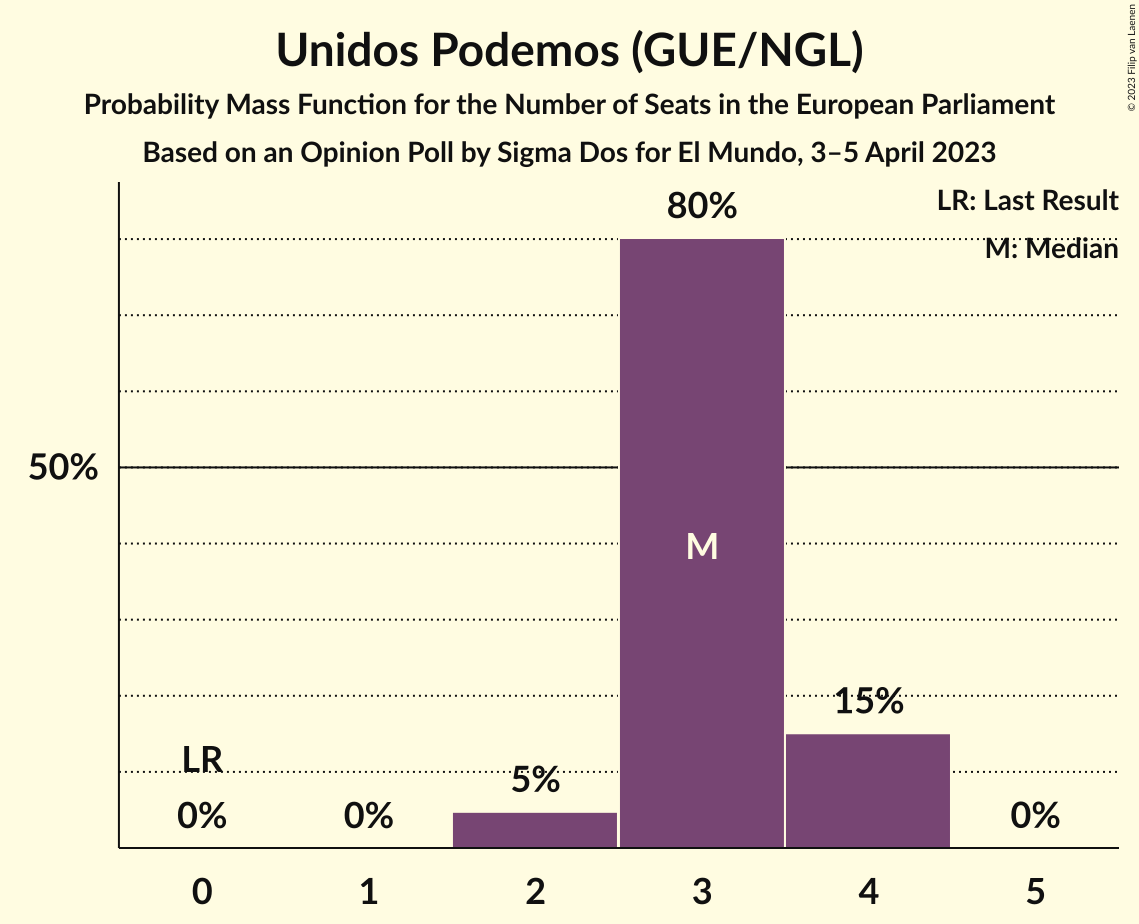 Unidos Podemos (GUE/NGL)
Probability Mass Function for the Number of Seats in the European Parliament
Based on an Opinion Poll by Sigma Dos for El Mundo, 3–5 April 2023
© 2023 Filip van Laenen
LR: Last Result
M: Median
80%
50%
M
15%
LR
5%
0%
0%
0%
0 1 2 3 4 5